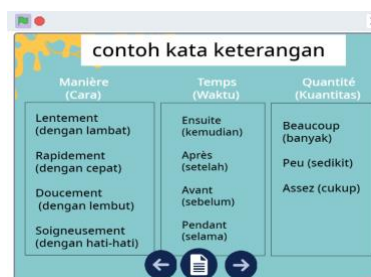 contoh kata keterangan
Manière
(Cara)
Lentement
(dengan lambat)
Rapidement
(dengan cepat)
Doucement
(dengan lembut)
Soigneusement
(dengan hati-hati)
Temps
(Waktu)
Ensuite
(kemudian)
Après
(setelah)
Avant
(sebelum)
Pendant
(selama)
Quantité
(Kuantitas)
Beaucoup
(banyak)
Peu (sedikit)
Assez (cukup)